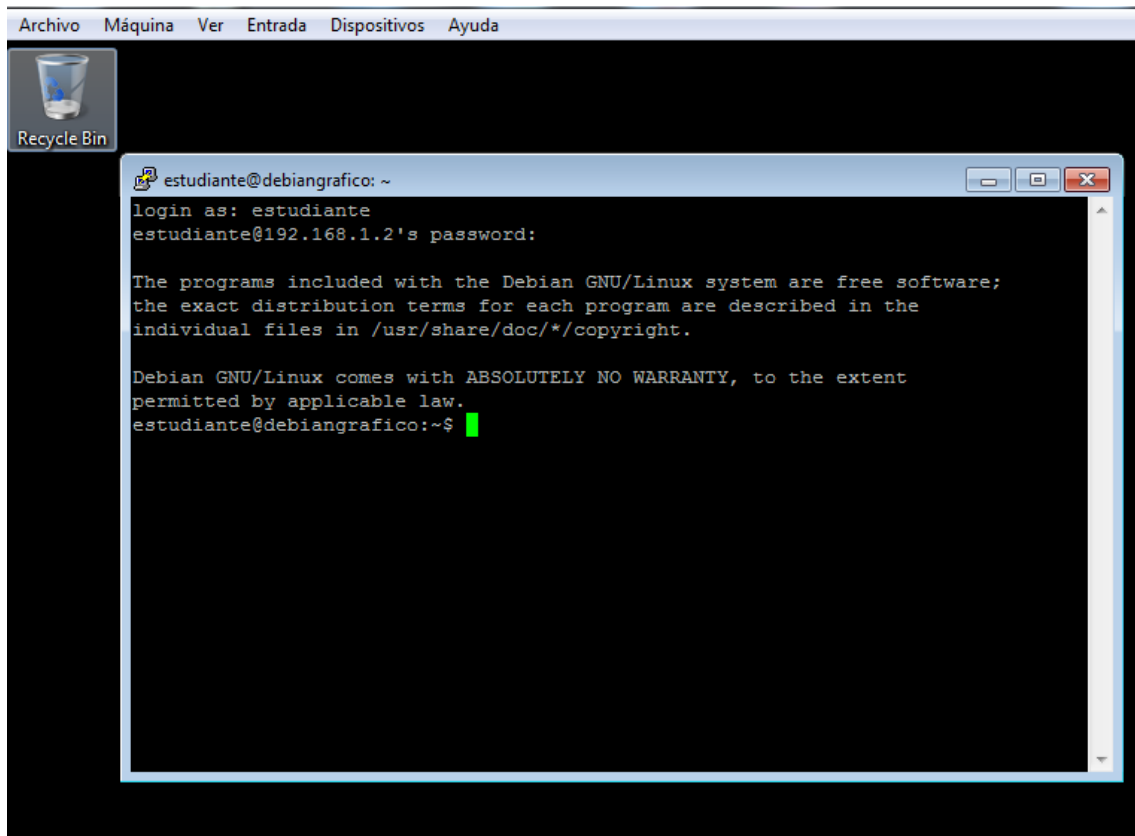 Archivo Máquina Ver Entrada Dispositivos Ayuda
Recycle Bin
estudiante@debiangrafico: ~
login as: estudiante
estudiante@192.168.1.2's password:
The programs included with the Debian GNU/Linux system are free software;
the exact distribution terms for each program are described in the
individual files in /usr/share/doc/*/copyright.
Debian GNU/Linux comes with ABSOLUTELY NO WARRANTY, to the extent
permitted by applicable law.
estudiante@debiangrafico:~$